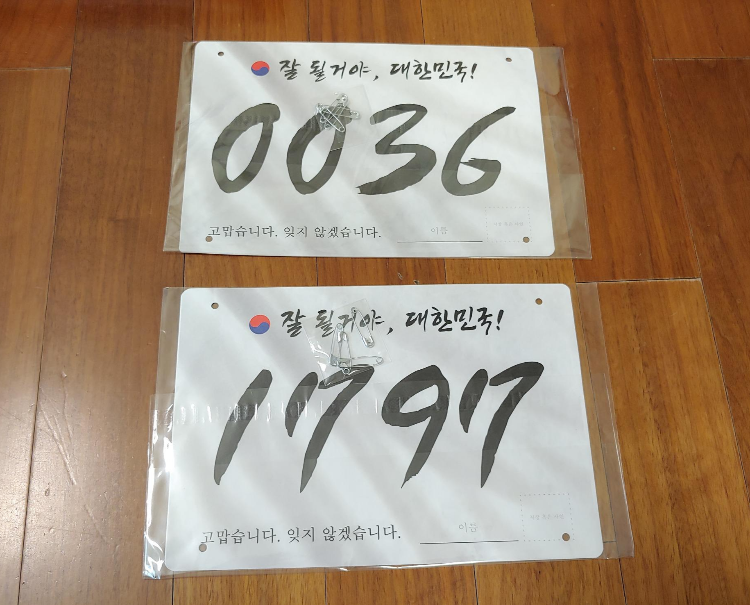 잘 될거야, 대한민국!
0036
고맙습니다. 잊지 않겠습니다.
이름
잘 될거야, 대한민국!
1797
고맙습니다. 잊지 않겠습니다.
이름